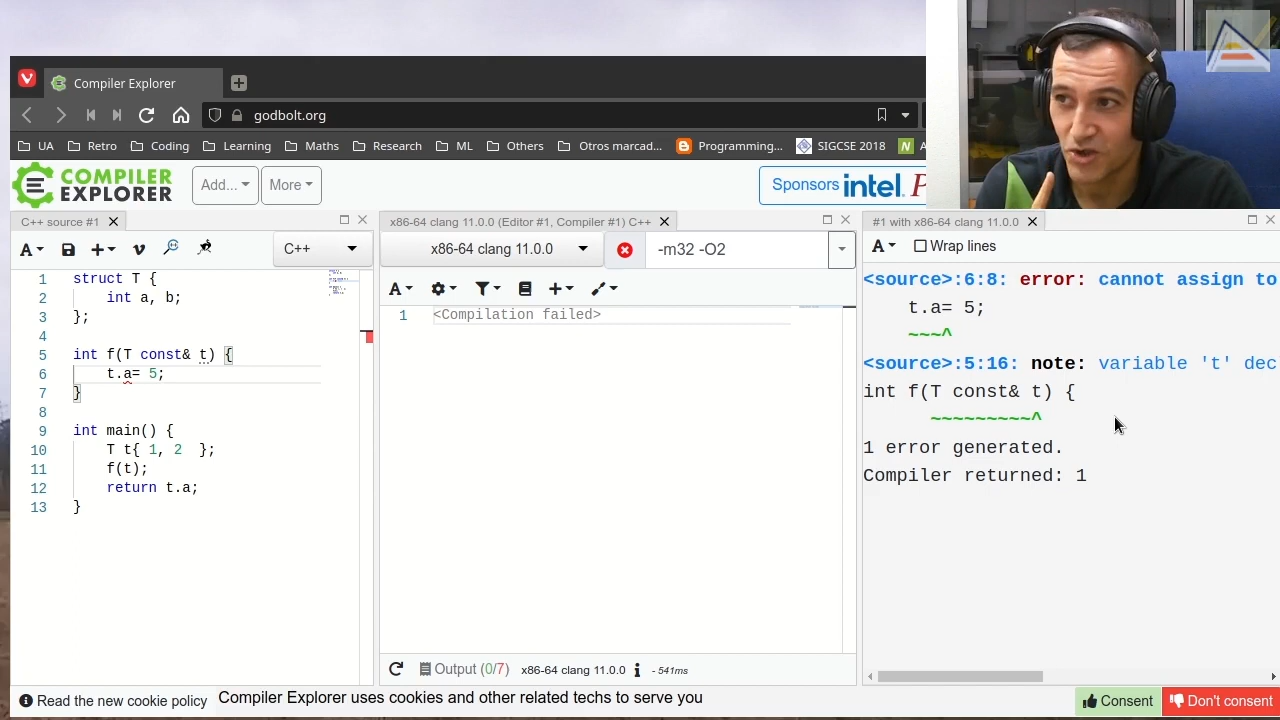 Compiler Explorer
godbolt.org
UA Retro Coding Learning Maths Research ML Others Otros marcad... Programming... SIGCSE 2018 N A
COMPILER
EXPLORER
Add... More
Sponsors intel P
C++ source #1
x86-64 clang 11.0.0 (Editor #1, Compiler #1) C++
#1 with x86-64 clang 11.0.0
A C++
x86-64 clang 11.0.0 -m32 -O2
A Wrap lines
A
1 struct T {
2 int a, b;
3 };
4
5 int f(T const& t) {
6 t.a= 5;
7 }
8
9 int main() {
10 T t{ 1, 2  };
11 f(t);
12 return t.a;
13 }
1 <Compilation failed>
<source>:6:8: error: cannot assign to
t.a= 5;
~~~^
<source>:5:16: note: variable 't' dec
int f(T const& t) {
~~~~~~~~~^
1 error generated.
Compiler returned: 1
Output (0/7) x86-64 clang 11.0.0 - 541ms
Read the new cookie policy Compiler Explorer uses cookies and other related techs to serve you Consent Don't consent